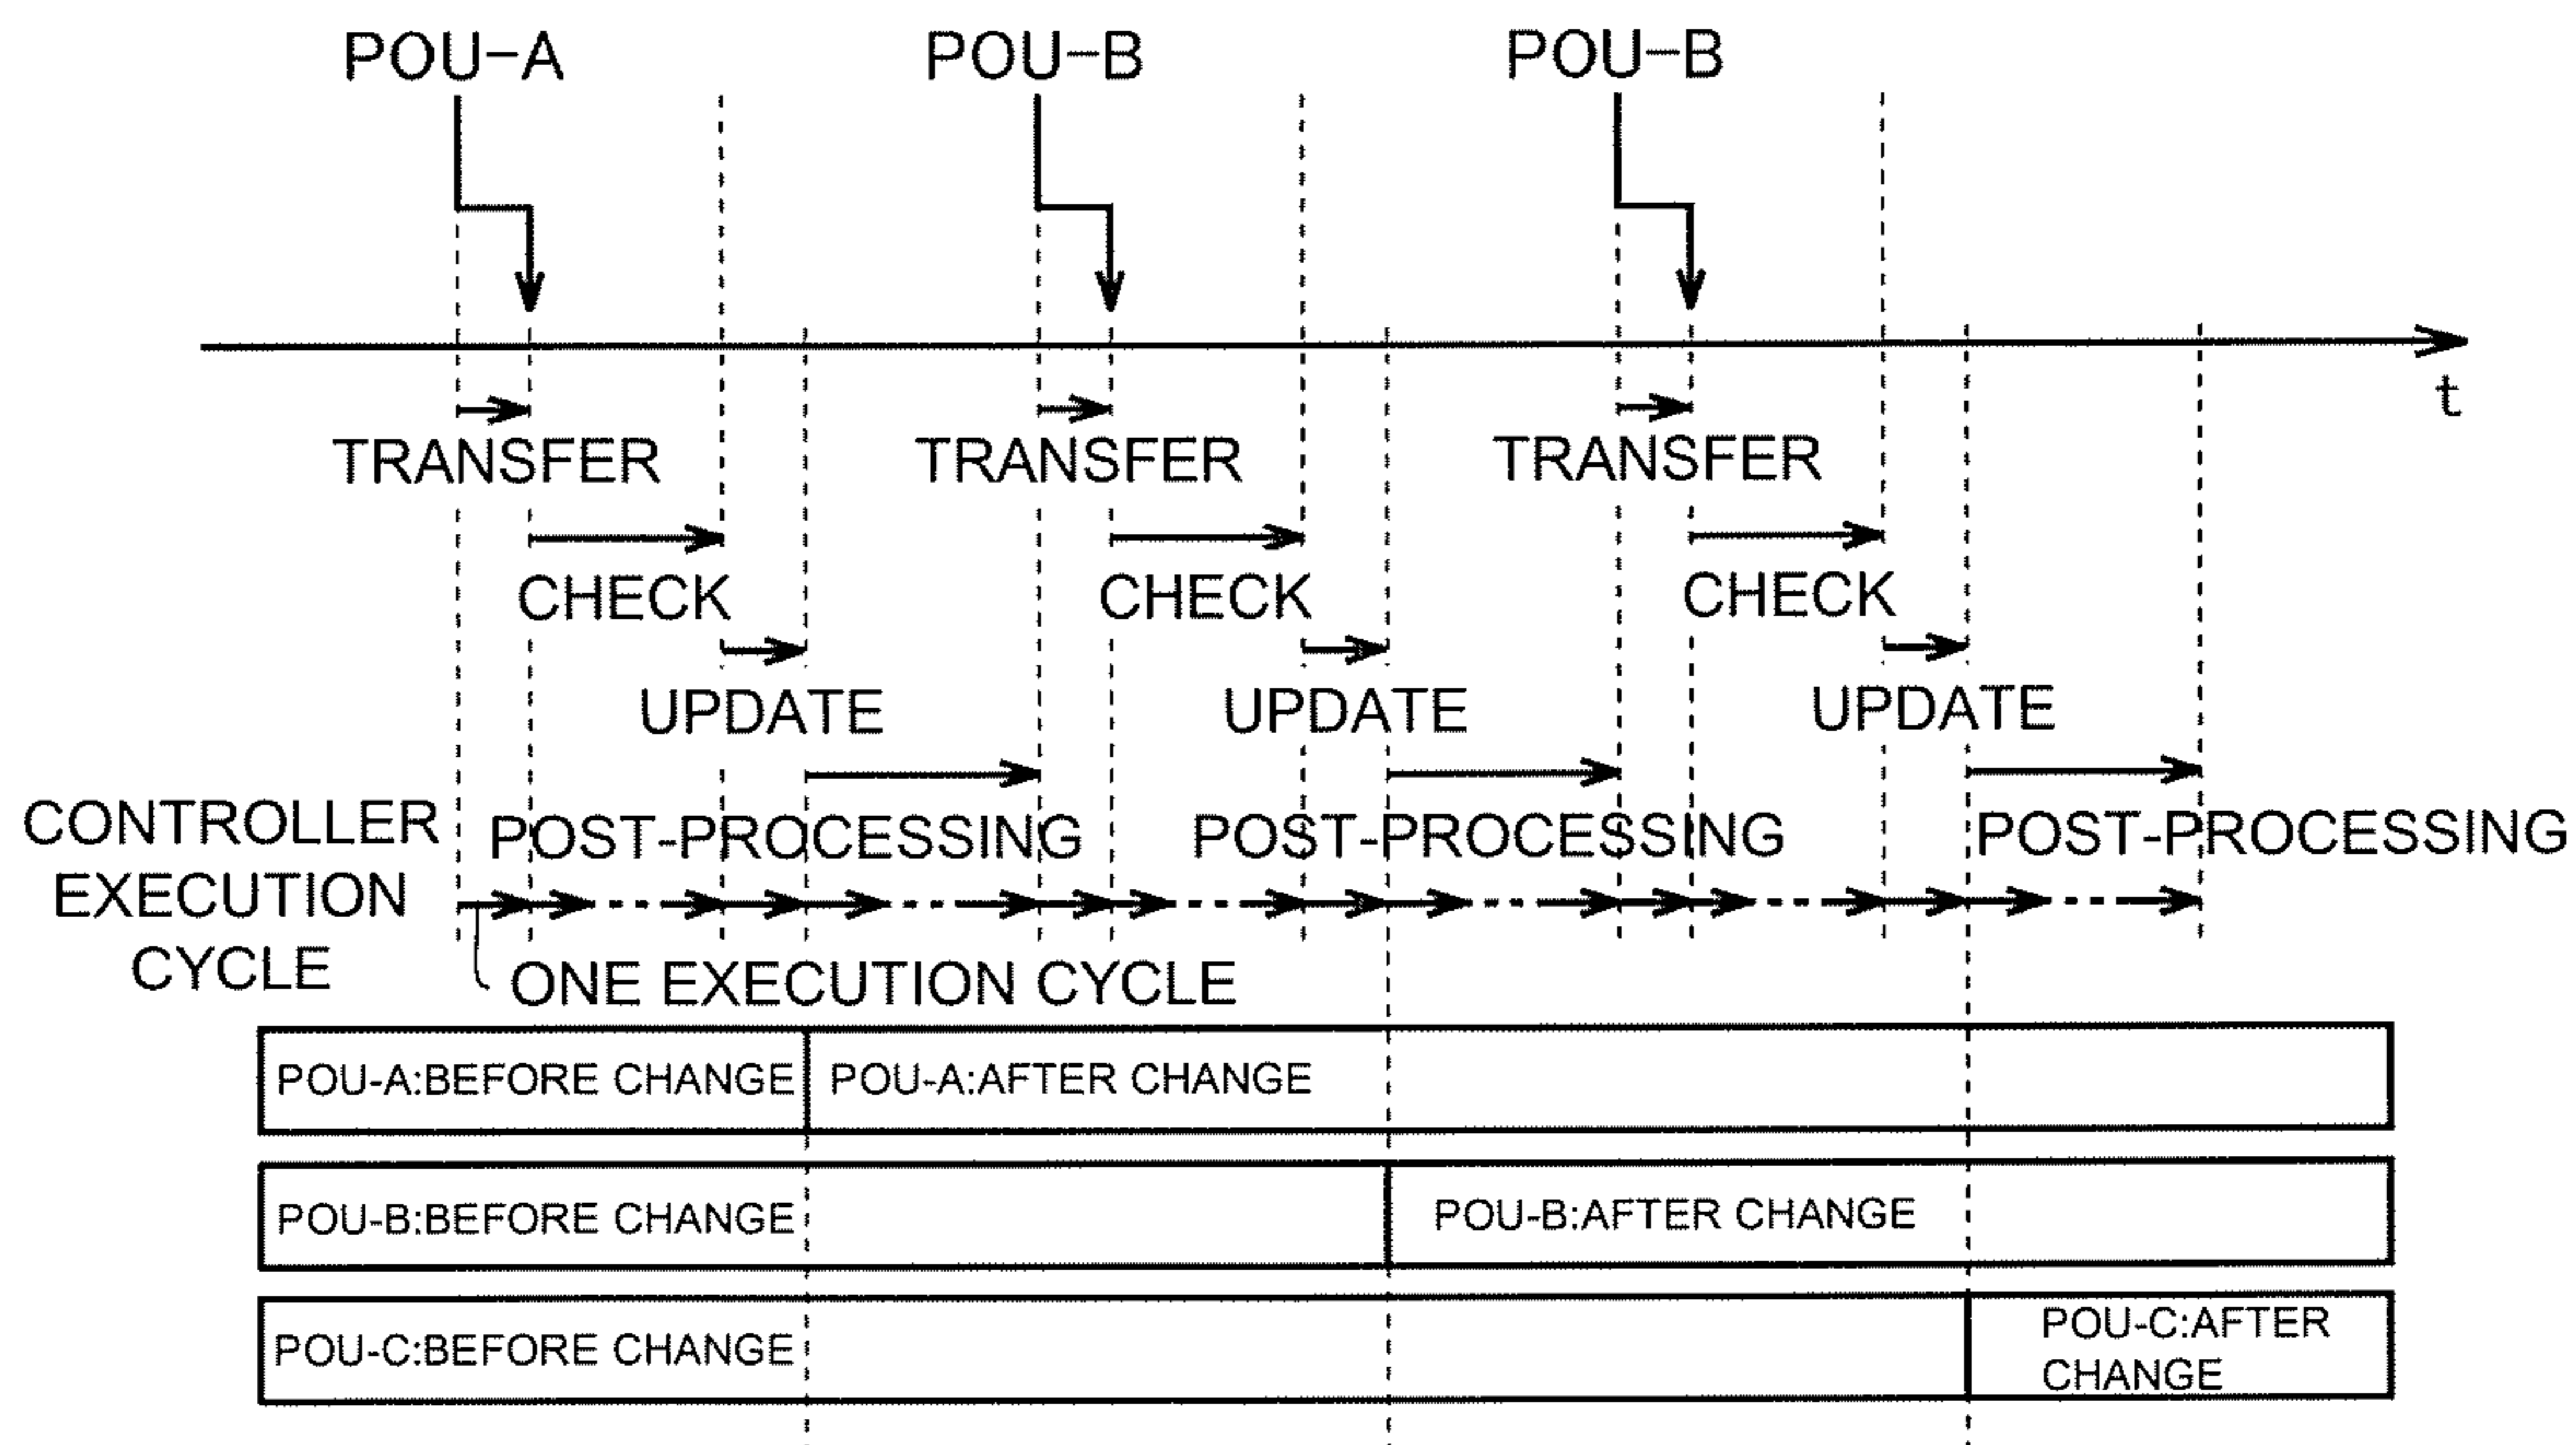 POU-A POU-B POU-B
t
TRANSFER TRANSFER TRANSFER
CHECK CHECK CHECK
UPDATE UPDATE UPDATE
POST-PROCESSING POST-PROCESSING POST-PROCESSING
CONTROLLER
EXECUTION
CYCLE
ONE EXECUTION CYCLE
POU-A:BEFORE CHANGE POU-A:AFTER CHANGE
POU-B:BEFORE CHANGE POU-B:AFTER CHANGE
POU-C:BEFORE CHANGE POU-C:AFTER
CHANGE